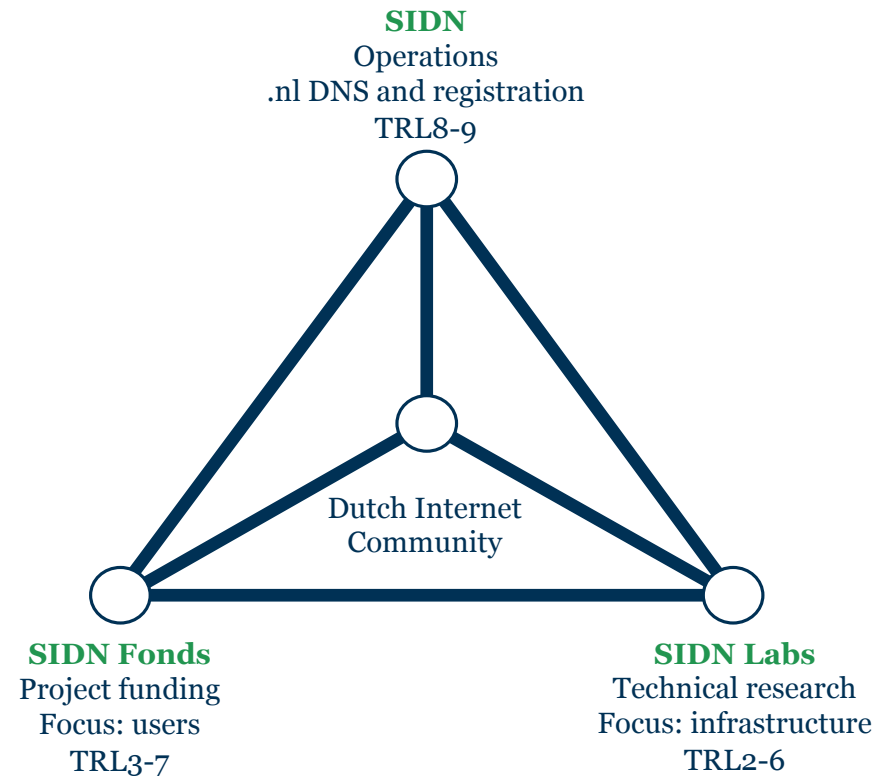 SIDN
Operations
.nl DNS and registration
TRL8-9
Dutch Internet
Community
SIDN Fonds
Project funding
Focus: users
TRL3-7
SIDN Labs
Technical research
Focus: infrastructure
TRL2-6